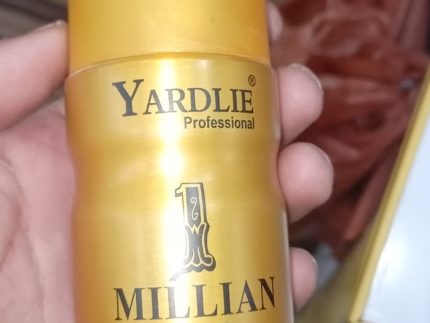 YARDLIE®
Professional
1
MILLIAN